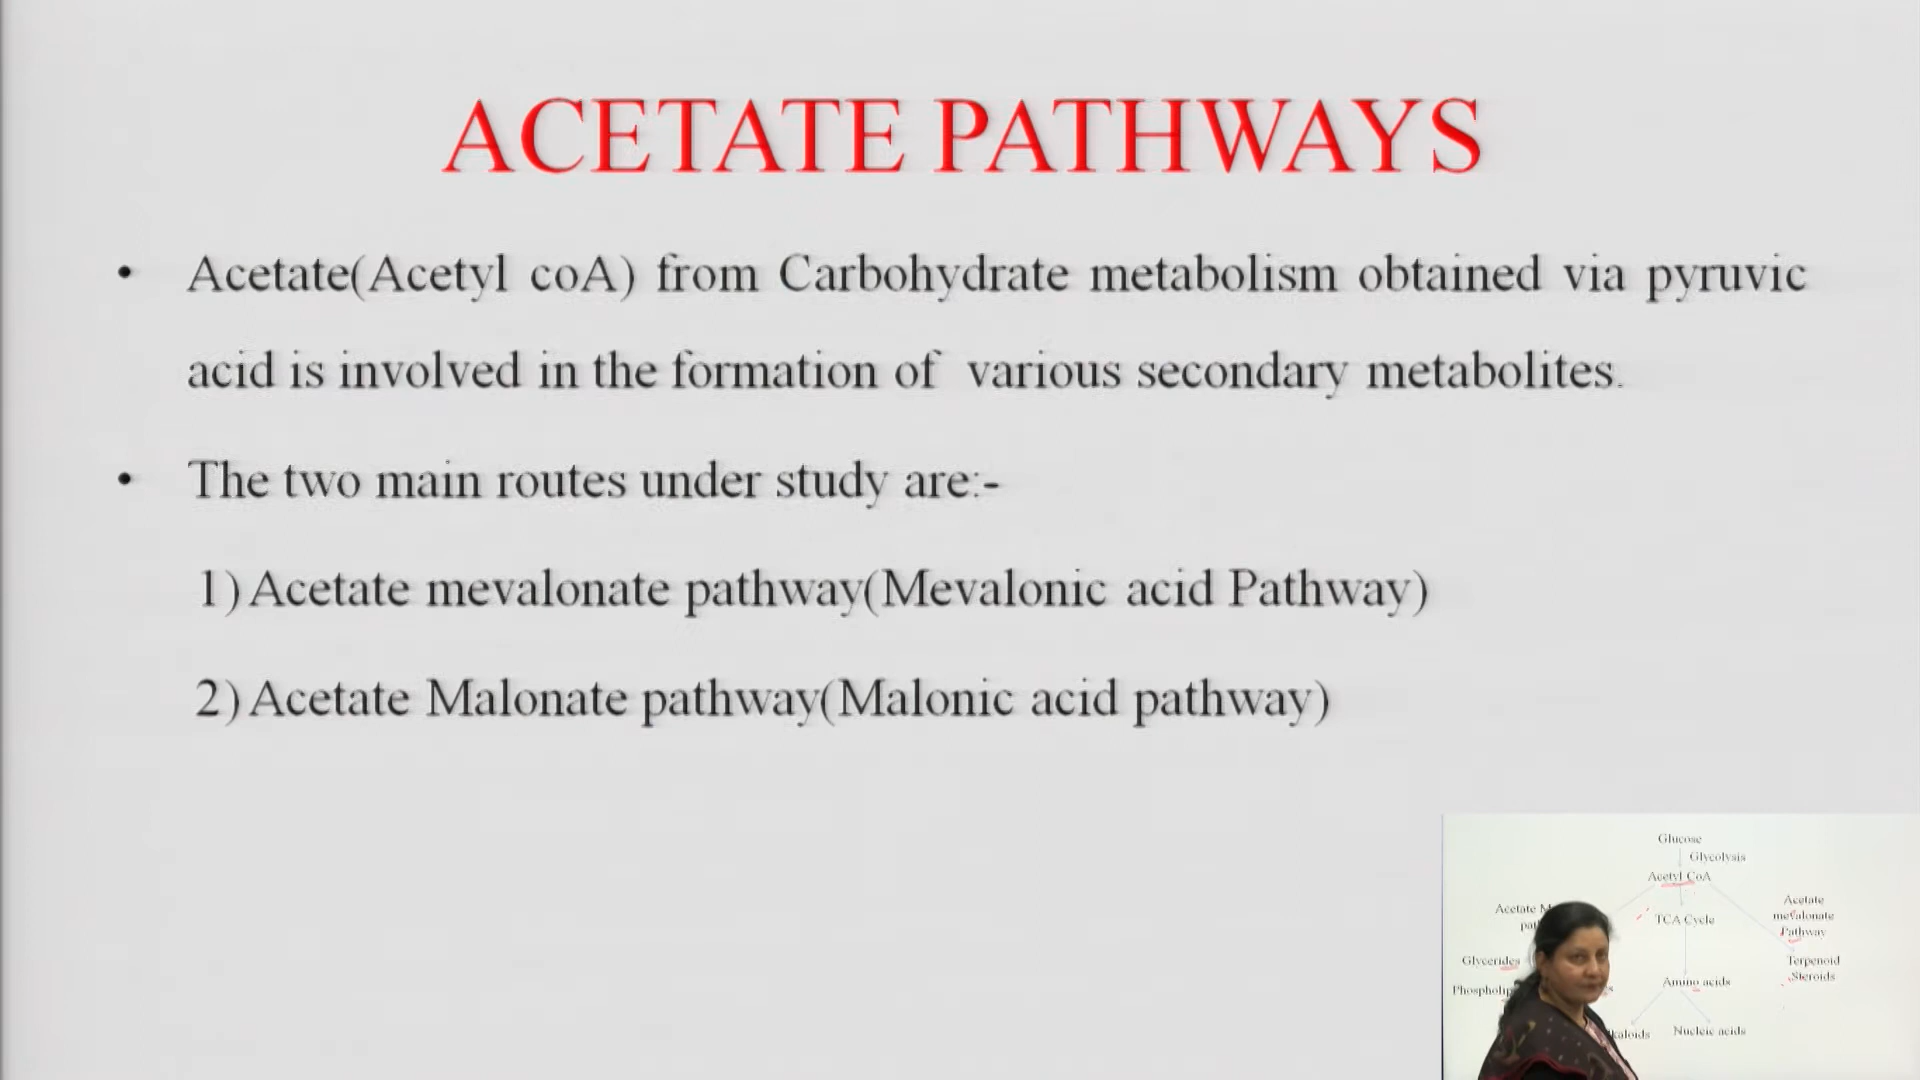 ACETATE PATHWAYS
• Acetate(Acetyl coA) from Carbohydrate metabolism obtained via pyruvic
acid is involved in the formation of various secondary metabolites.
• The two main routes under study are:-
1)Acetate mevalonate pathway(Mevalonic acid Pathway)
2)Acetate Malonate pathway(Malonic acid pathway)
Glucose
Glycolysis
Acetyl CoA
Acetate
TCA Cycle
Acetate
mevalonate
Pathway
Glycerides
Terpenoid
Steroids
Amino acids
Nucleic acids